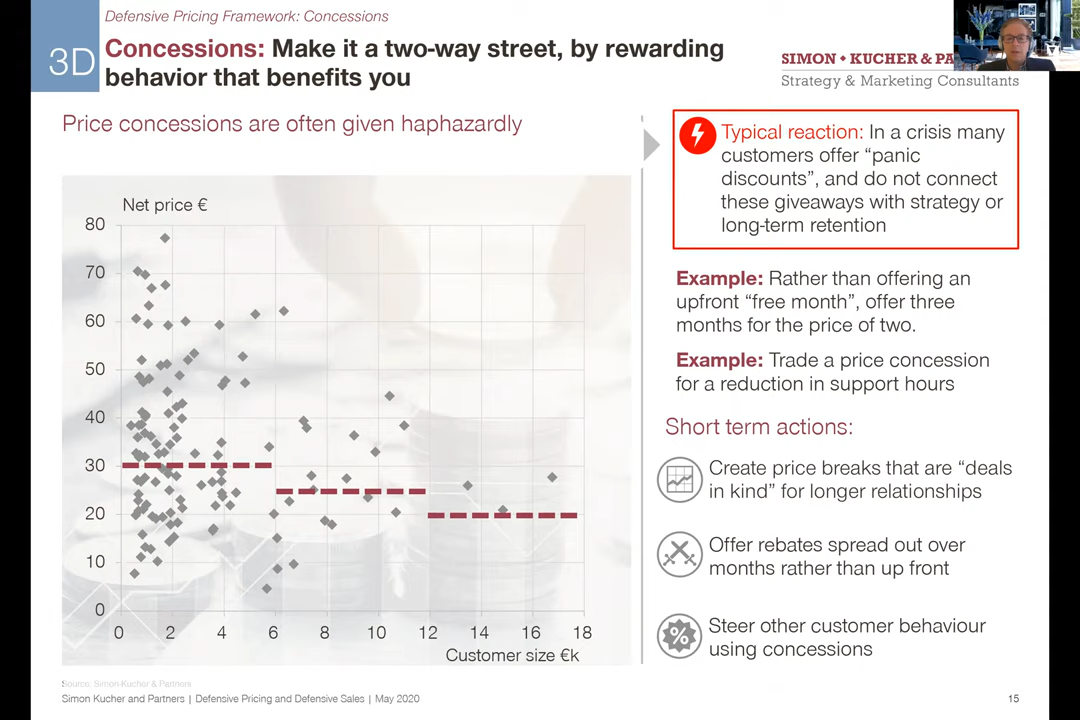 Defensive Pricing Framework: Concessions
3D
Concessions: Make it a two-way street, by rewarding
behavior that benefits you
SIMON • KUCHER & PA
Strategy & Marketing Consultants
Price concessions are often given haphazardly
Net price €
80
70
60
50
40
30
20
10
0
0 2 4 6 8 10 12 14 16 18
Customer size €k
Typical reaction: In a crisis many
customers offer “panic
discounts”, and do not connect
these giveaways with strategy or
long-term retention
Example: Rather than offering an
upfront “free month”, offer three
months for the price of two.
Example: Trade a price concession
for a reduction in support hours
Short term actions:
Create price breaks that are “deals
in kind” for longer relationships
Offer rebates spread out over
months rather than up front
%
Steer other customer behaviour
using concessions
Source: Simon-Kucher & Partners
Simon Kucher and Partners | Defensive Pricing and Defensive Sales | May 2020
15